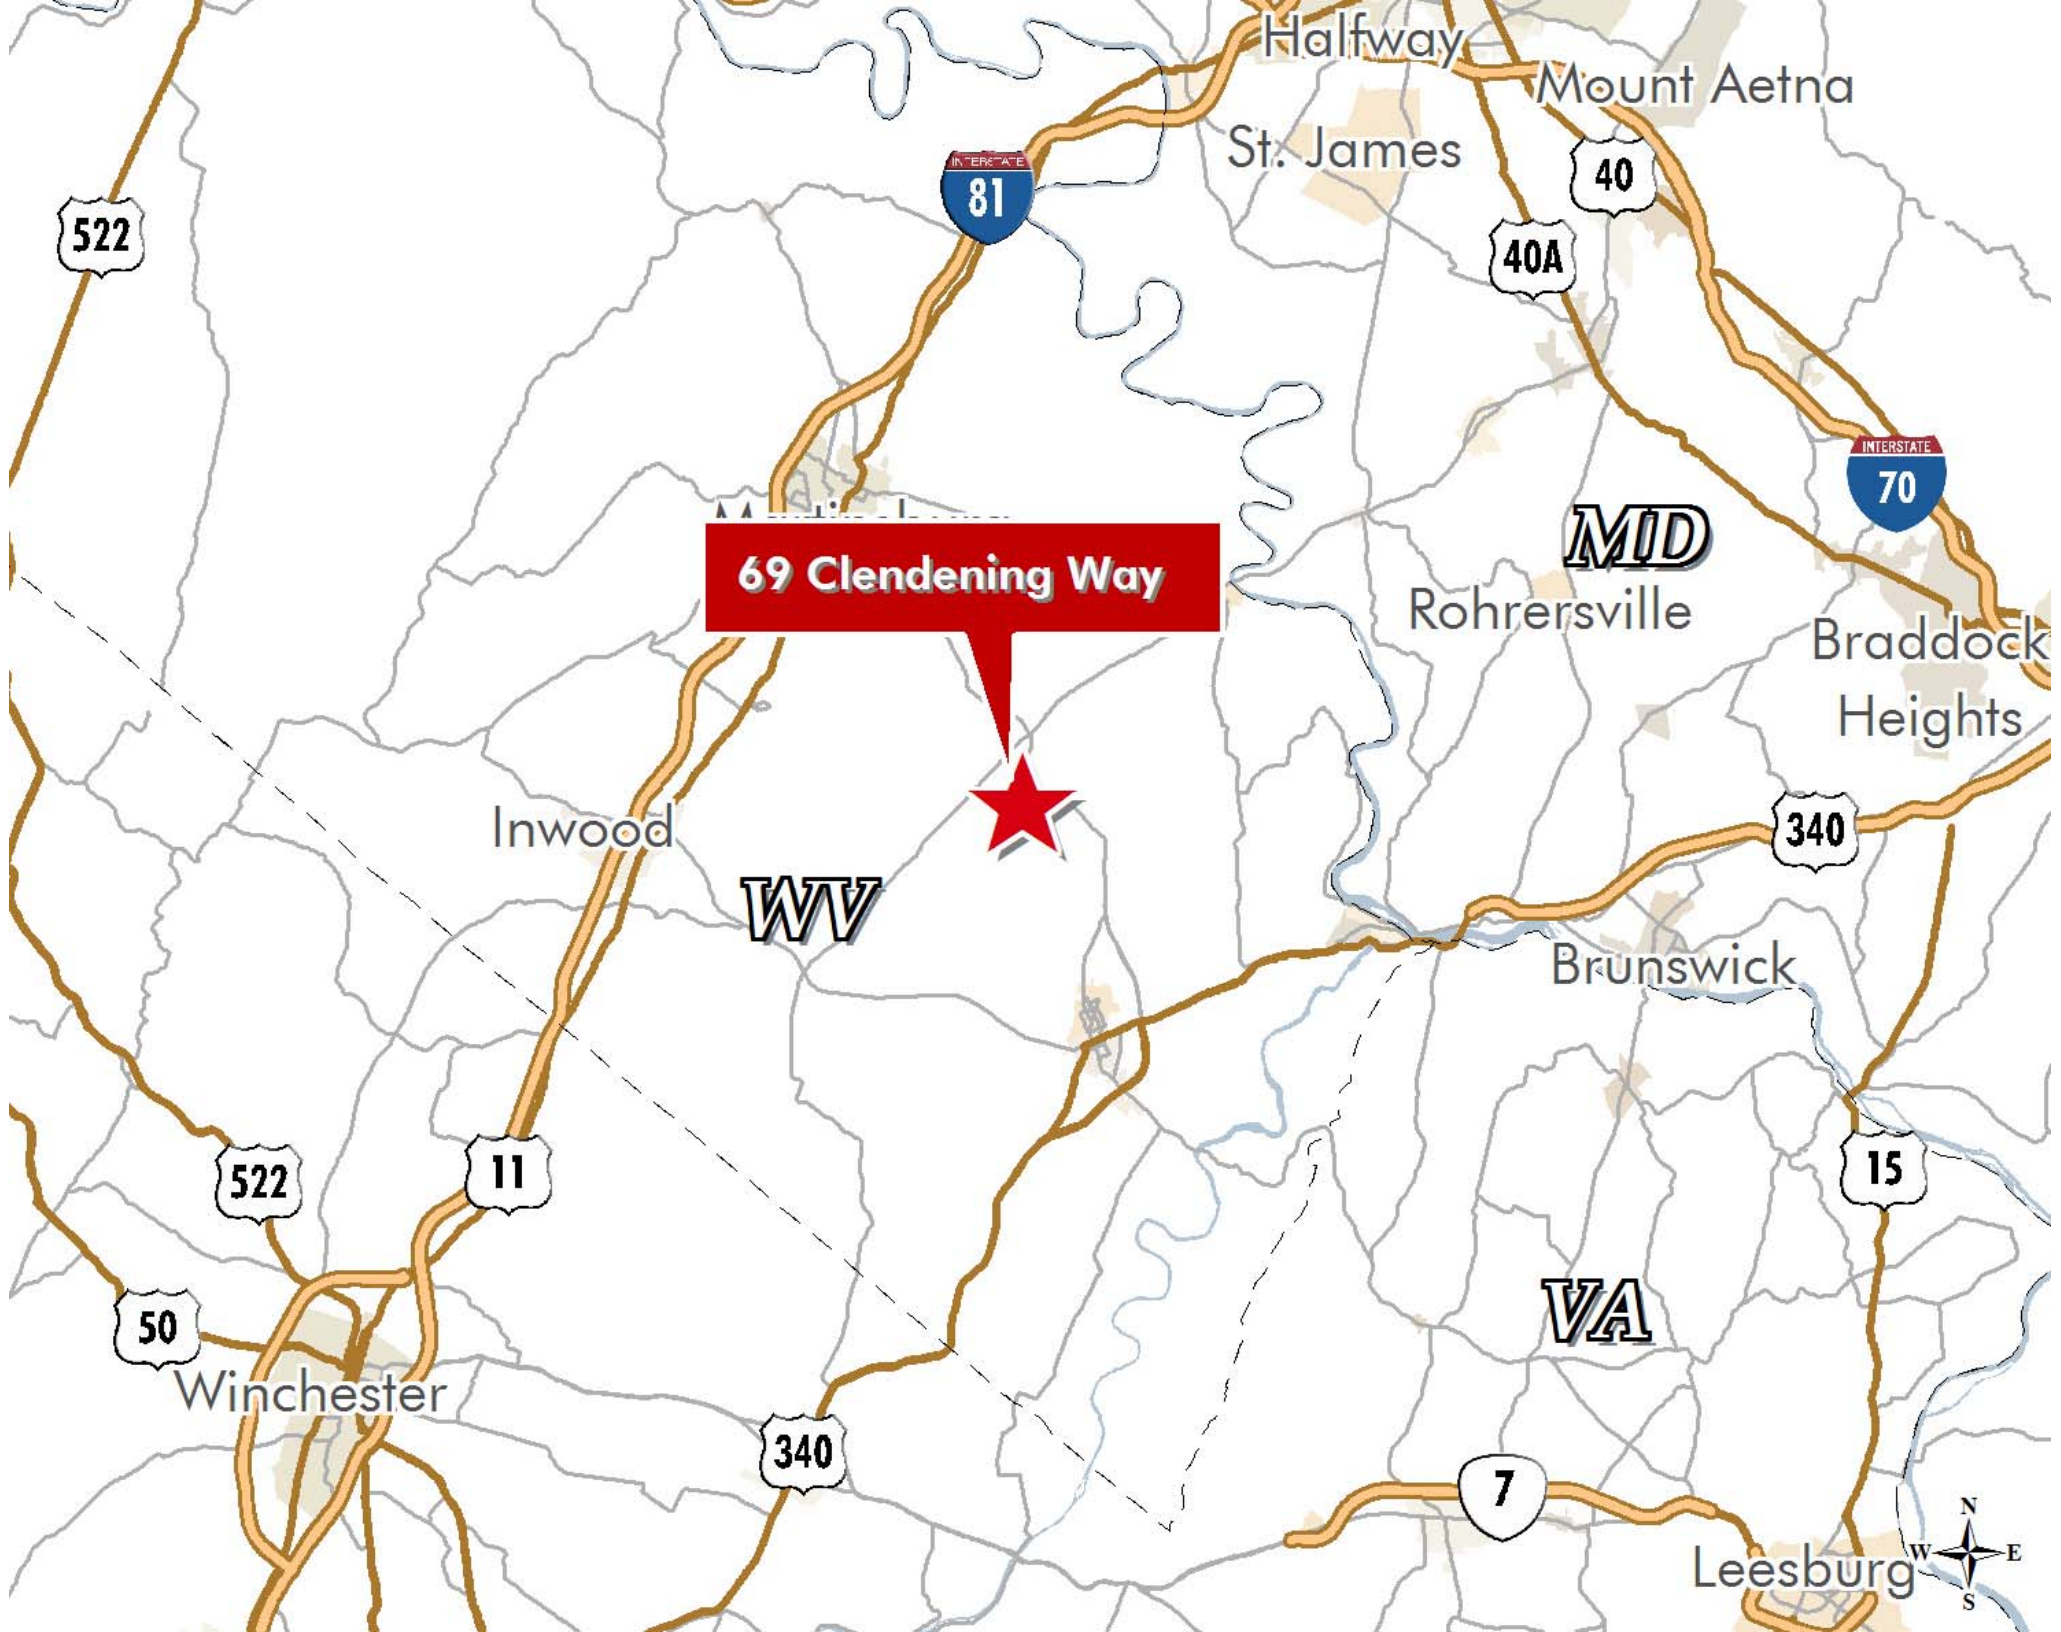 Halfway
Mount Aetna
St. James
40
INTERSTATE
81
522
40A
INTERSTATE
70
MD
69 Clendening Way
Rohrersville
Braddock
Heights
Inwood
340
WV
Brunswick
522
11
15
50
VA
Winchester
340
7
N
W E
S
Leesburg